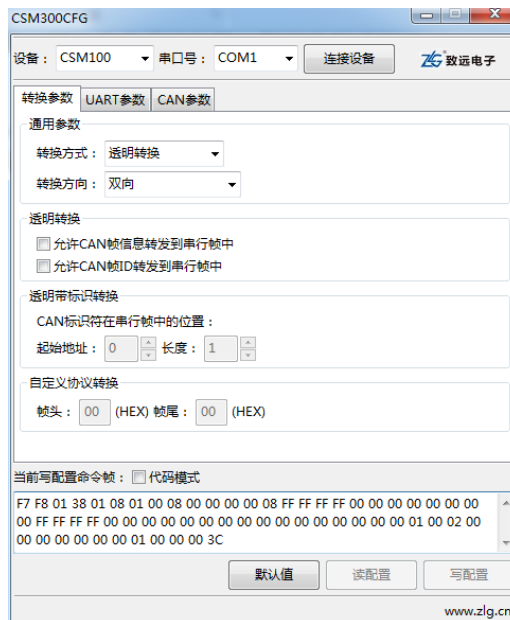 CSM300CFG
设备： CSM100 串口号： COM1 连接设备 ZLG 致远电子
转换参数 UART参数 CAN参数
通用参数
转换方式： 透明转换
转换方向： 双向
透明转换
允许CAN帧信息转发到串行帧中
允许CAN帧ID转发到串行帧中
透明带标识转换
CAN标识符在串行帧中的位置：
起始地址： 0 长度： 1
自定义协议转换
帧头： 00 (HEX) 帧尾： 00 (HEX)
当前写配置命令帧： 代码模式
F7 F8 01 38 01 08 01 00 08 00 00 00 00 08 FF FF FF FF 00 00 00 00 00 00 00
00 FF FF FF FF 00 00 00 00 00 00 00 00 00 00 00 00 00 00 00 00 01 00 02 00
00 00 00 00 00 00 01 00 00 00 3C
默认值 读配置 写配置
www.zlg.cn